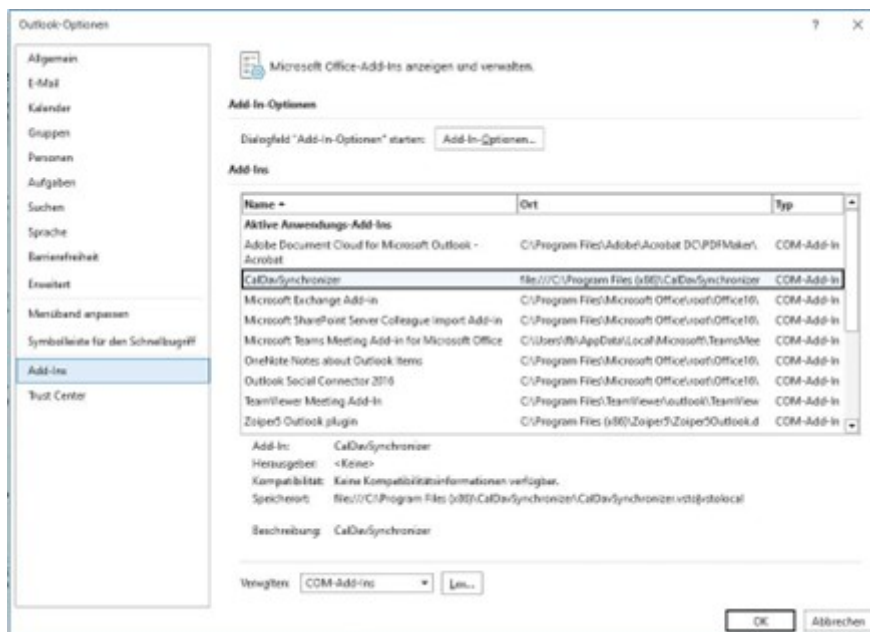 Outlook-Optionen
? ×
Allgemein
E-Mail
Kalender
Gruppen
Personen
Aufgaben
Suchen
Sprache
Barrierefreiheit
Erweitert
Menüband anpassen
Symbolleiste für den Schnellzugriff
Add-Ins
Trust Center
Microsoft Office-Add-Ins anzeigen und verwalten.
Add-In-Optionen
Dialogfeld "Add-In-Optionen" starten: Add-In-Optionen...
Add-Ins
Name Ort Typ
Aktive Anwendungs-Add-Ins
Adobe Document Cloud for Microsoft Outlook - C:\Program Files\Adobe\Acrobat DC\PDFMaker\ COM-Add-In
Acrobat
CalDavSynchronizer file:///C:\Program Files (x86)\CalDavSynchronizer COM-Add-In
Microsoft Exchange Add-in C:\Program Files\Microsoft Office\root\Office16\ COM-Add-In
Microsoft SharePoint Server Colleague Import Add-in C:\Program Files\Microsoft Office\root\Office16\ COM-Add-In
Microsoft Teams Meeting Add-in for Microsoft Office C:\Users\fb\AppData\Local\Microsoft\TeamsMee COM-Add-In
OneNote Notes about Outlook Items C:\Program Files\Microsoft Office\root\Office16\ COM-Add-In
Outlook Social Connector 2016 C:\Program Files\Microsoft Office\root\Office16\ COM-Add-In
TeamViewer Meeting Add-In C:\Program Files\TeamViewer\outlook\TeamView COM-Add-In
Zoiper5 Outlook plugin C:\Program Files (x86)\Zoiper5\Zoiper5Outlook.d COM-Add-In
Add-In: CalDavSynchronizer
Herausgeber: <Keine>
Kompatibilität: Keine Kompatibilitätsinformationen verfügbar.
Speicherort: file:///C:\Program Files (x86)\CalDavSynchronizer\CalDavSynchronizer.vsto|vstolocal
Beschreibung: CalDavSynchronizer
Verwalten: COM-Add-Ins Los...
OK Abbrechen